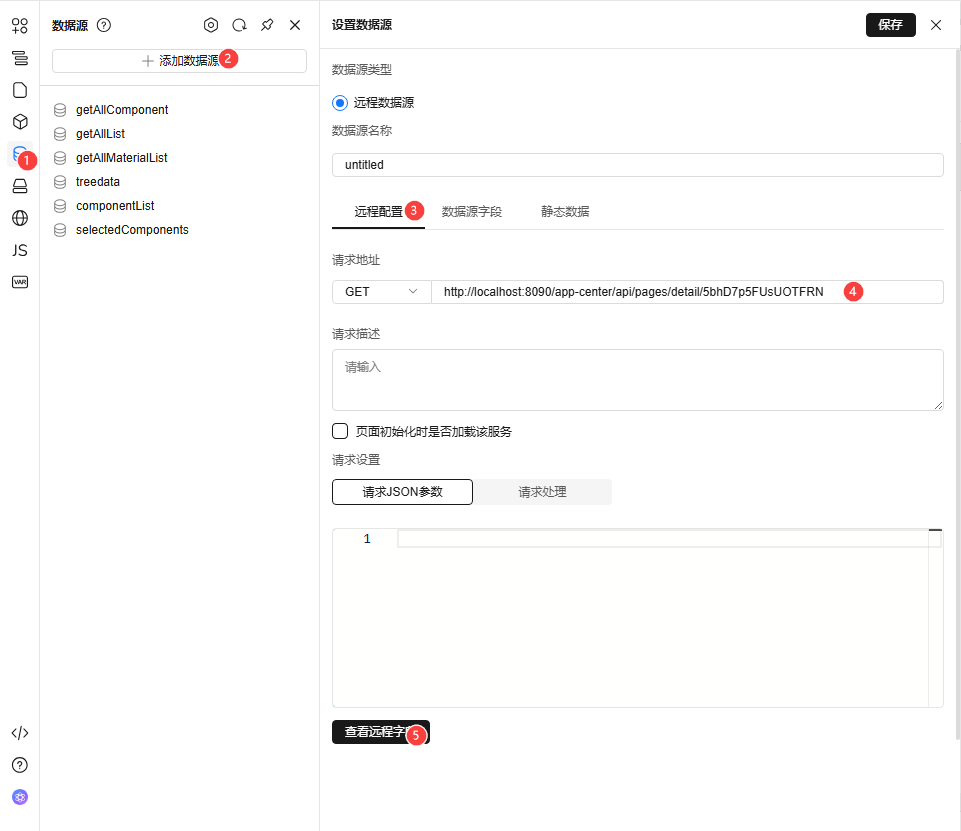 数据源
添加数据源 2
getAllComponent
getAllList
getAllMaterialList
treedata
componentList
selectedComponents
1
JS
VAR
设置数据源
保存
数据源类型
远程数据源
数据源名称
untitled
远程配置 3 数据源字段 静态数据
请求地址
GET http://localhost:8090/app-center/api/pages/detail/5bhD7p5FUsUOTFRN 4
请求描述
请输入
页面初始化时是否加载该服务
请求设置
请求JSON参数 请求处理
1
查看远程字 5